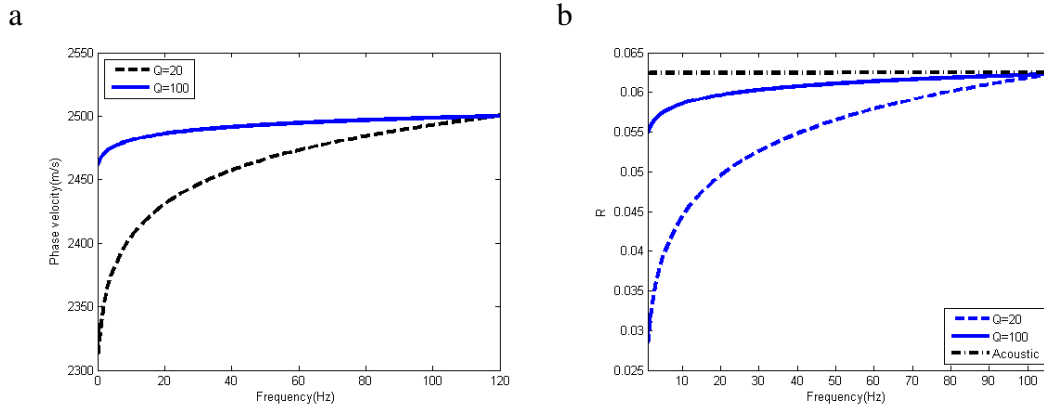 a
b
2550
2500
2450
2400
2350
2300
Phase velocity(m/s)
Q=20
Q=100
0 20 40 60 80 100 120
Frequency(Hz)
0.065
0.06
0.055
0.05
0.045
0.04
0.035
0.03
0.025
R
Q=20
Q=100
Acoustic
10 20 30 40 50 60 70 80 90 100
Frequency(Hz)